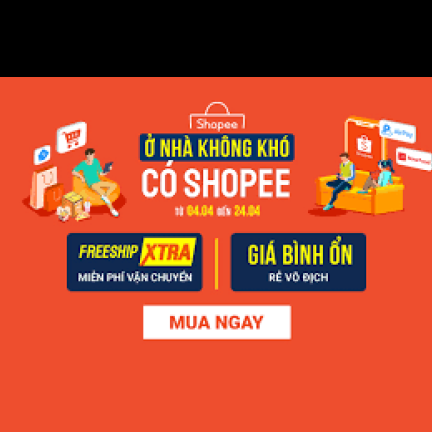 Shopee
Ở NHÀ KHÔNG KHÓ
CÓ SHOPEE
TỪ 04.04 ĐẾN 24.04
AirPay
FREESHIP XTRA
MIỄN PHÍ VẬN CHUYỂN
GIÁ BÌNH ỔN
RẺ VÔ ĐỊCH
MUA NGAY